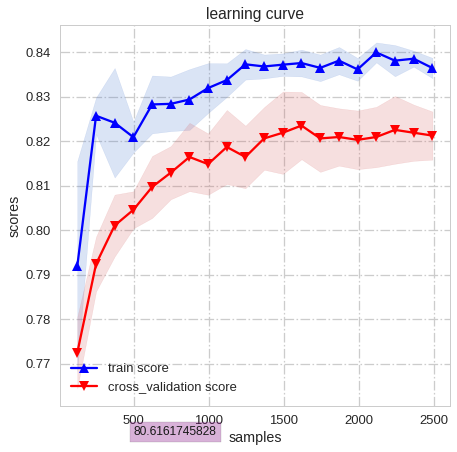 learning curve
scores
0.84
0.83
0.82
0.81
0.80
0.79
0.78
0.77
train score
cross_validation score
500 1000 1500 2000 2500
80.6161745828
samples